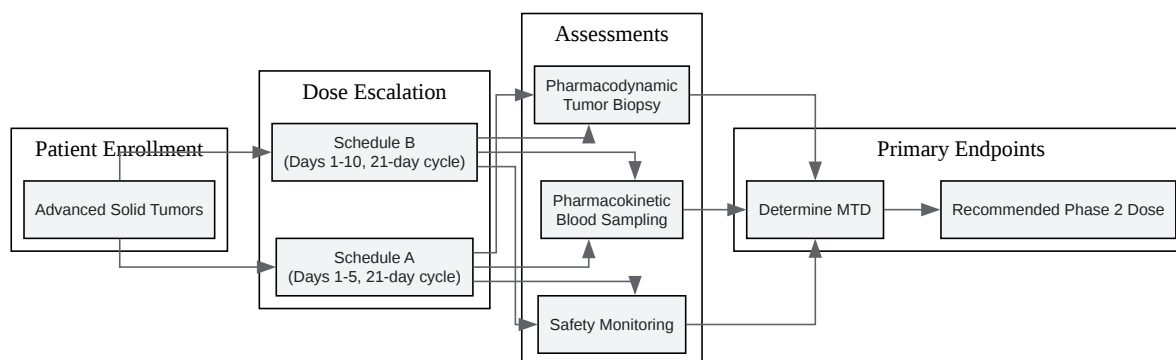 Patient Enrollment
Advanced Solid Tumors
Dose Escalation
Schedule B
(Days 1-10, 21-day cycle)
Schedule A
(Days 1-5, 21-day cycle)
Assessments
Pharmacodynamic
Tumor Biopsy
Pharmacokinetic
Blood Sampling
Safety Monitoring
Primary Endpoints
Determine MTD
Recommended Phase 2 Dose